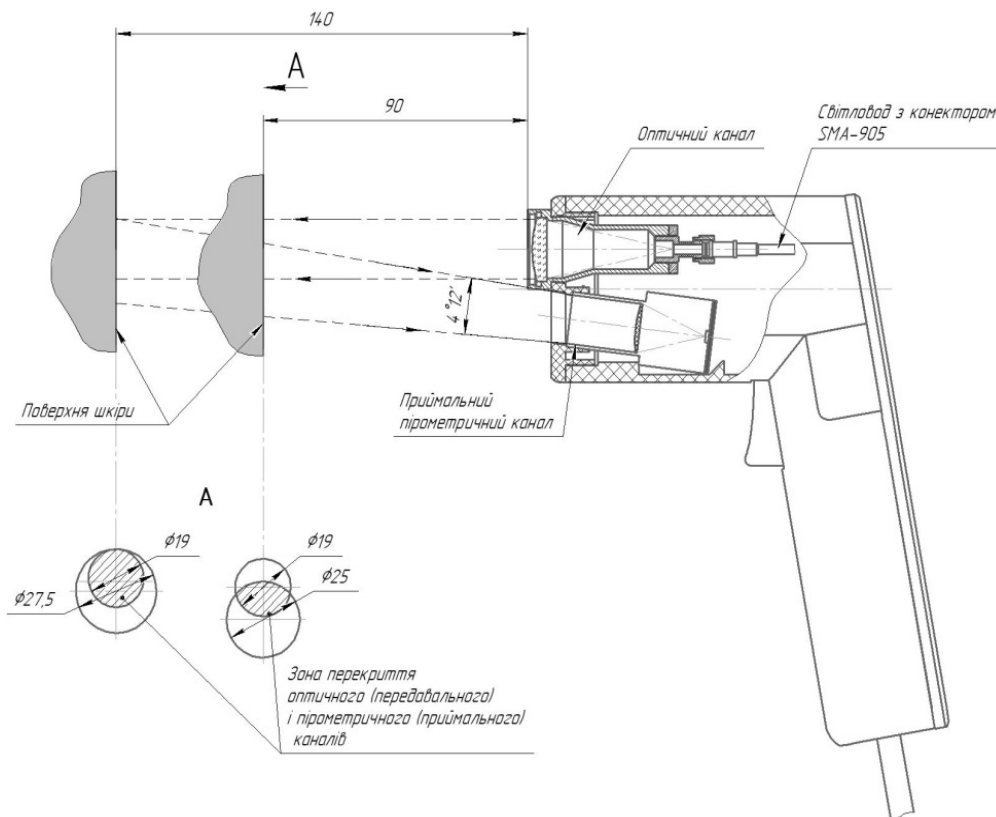 140
А
90
Світловод з конектором
SMA-905
Оптичний канал
4°12'
Поверхня шкіри
Приймальний
пірометричний канал
А
ϕ19
ϕ27,5
ϕ19
ϕ25
Зона перекриття
оптичного (передавального)
і пірометричного (приймального)
каналів